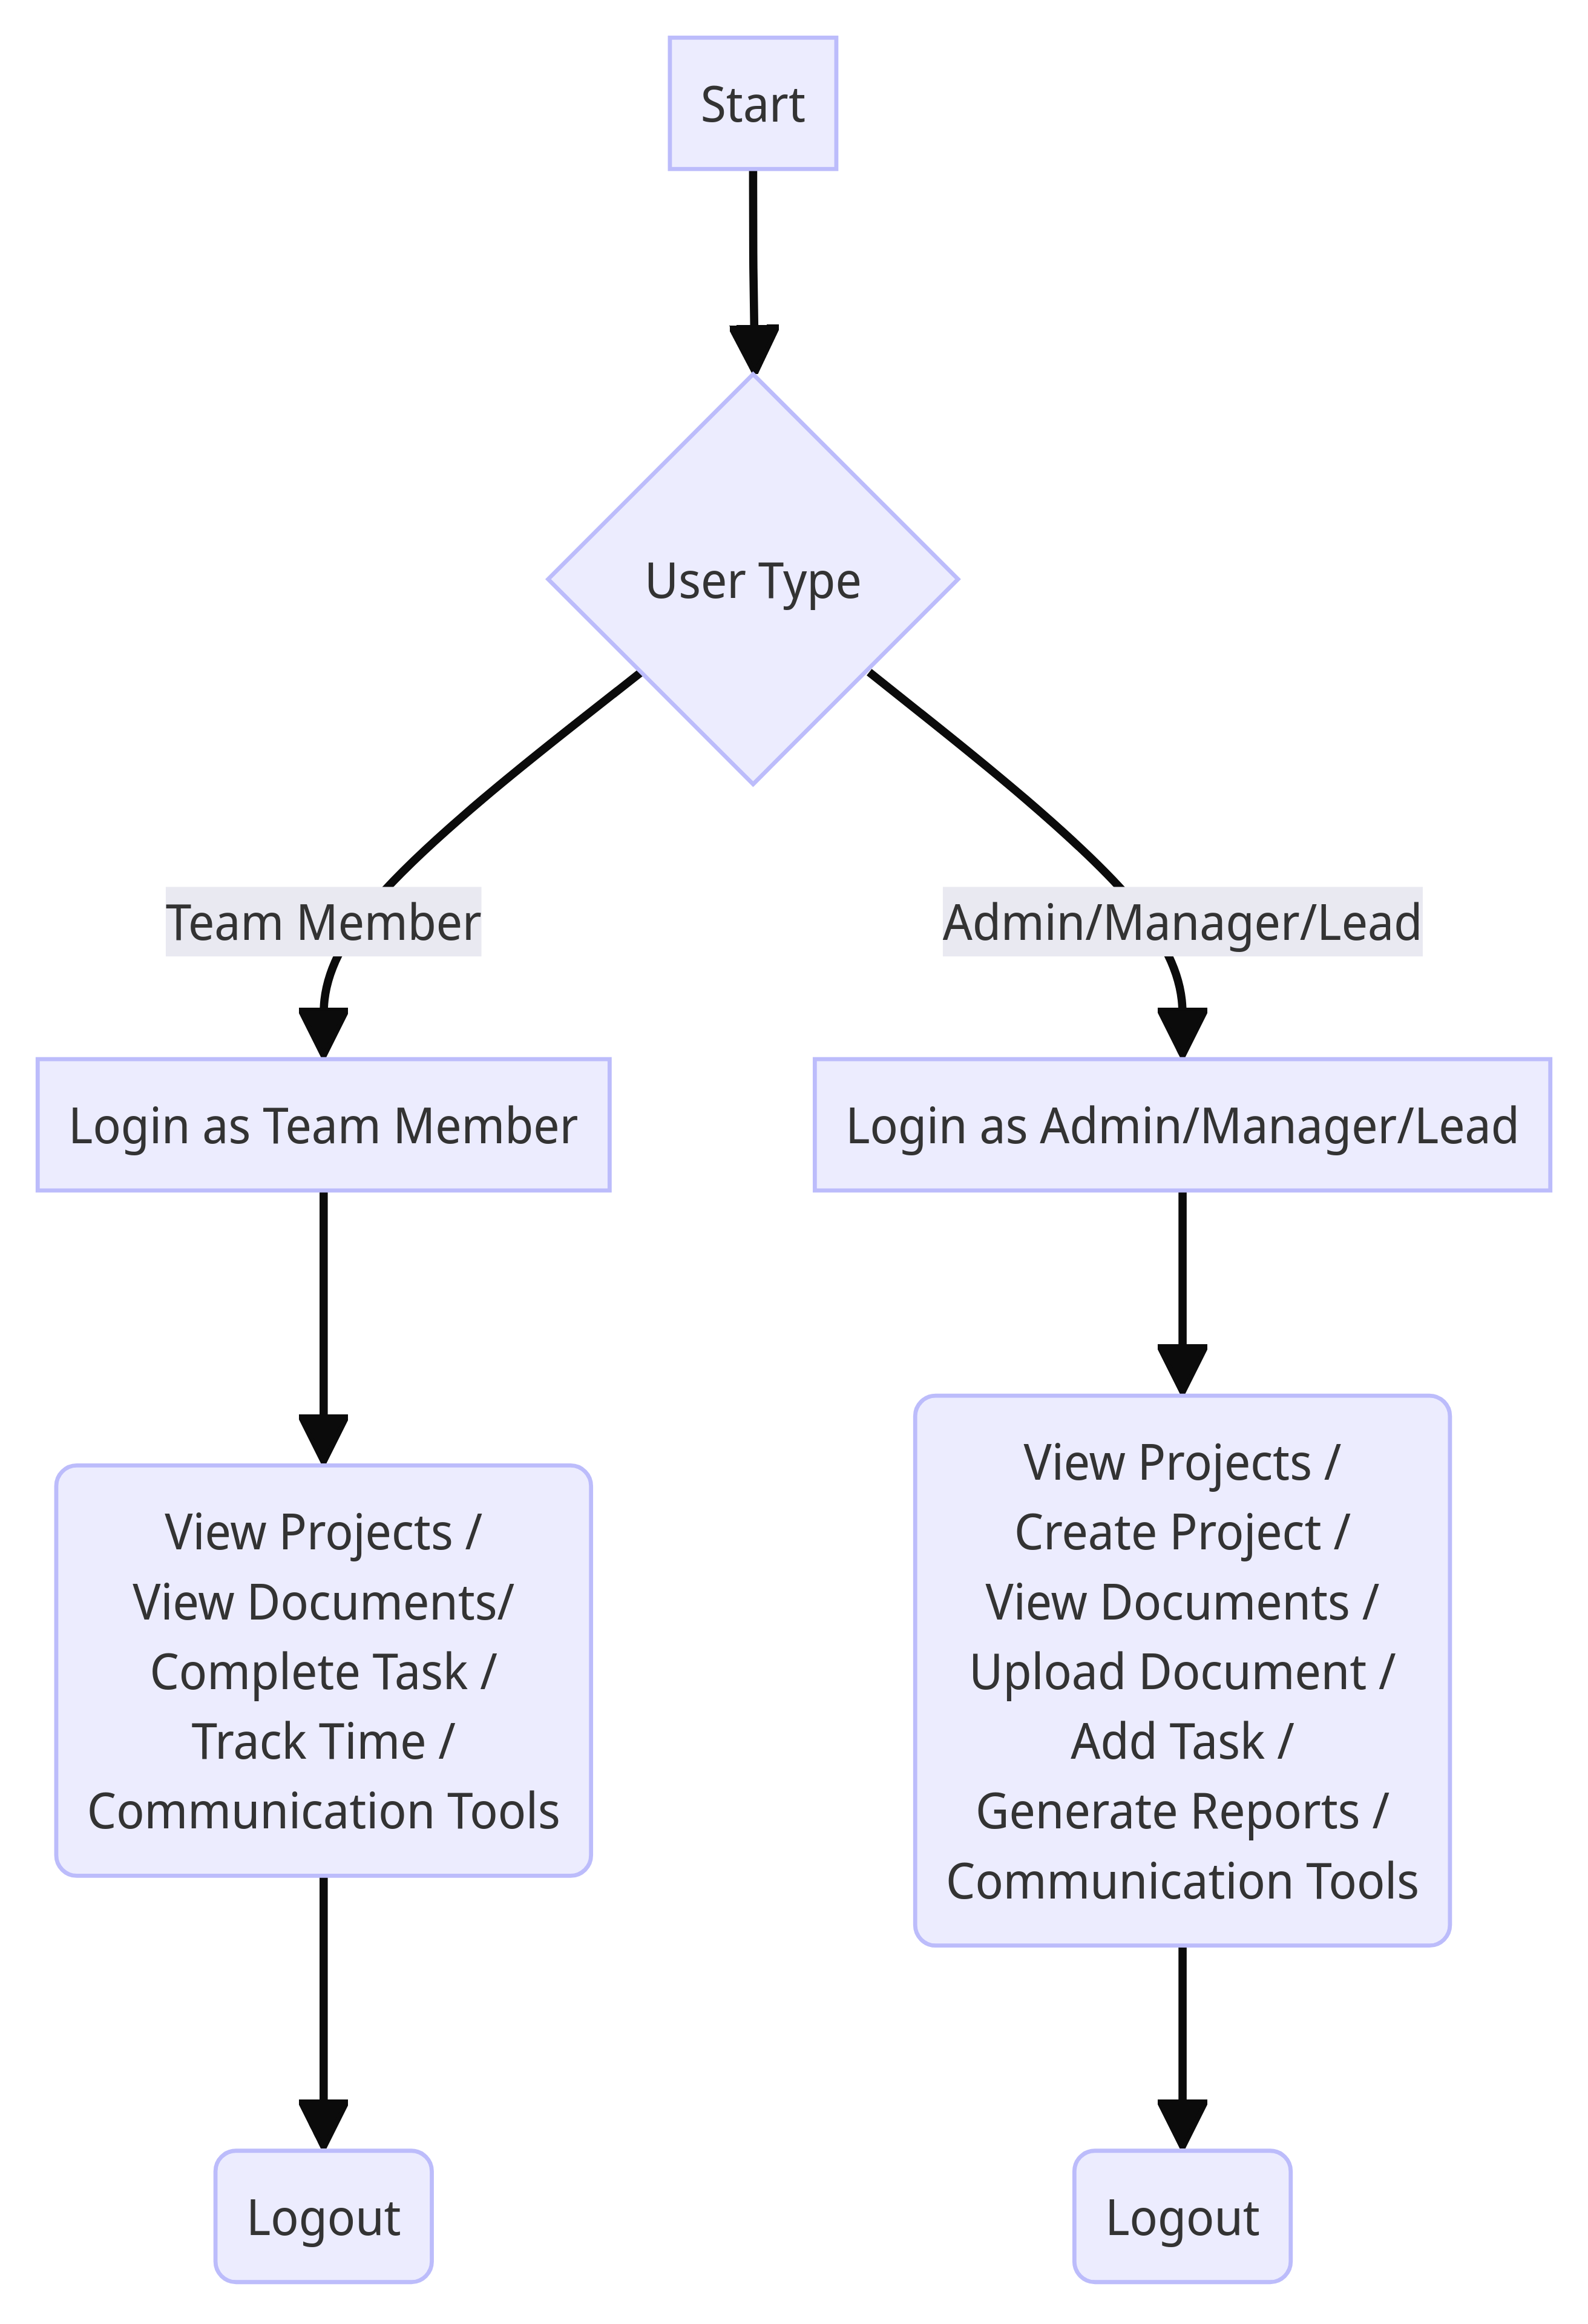 Start
User Type
Team Member
Admin/Manager/Lead
Login as Team Member
Login as Admin/Manager/Lead
View Projects /
View Documents/
Complete Task /
Track Time /
Communication Tools
View Projects /
Create Project /
View Documents /
Upload Document /
Add Task /
Generate Reports /
Communication Tools
Logout
Logout